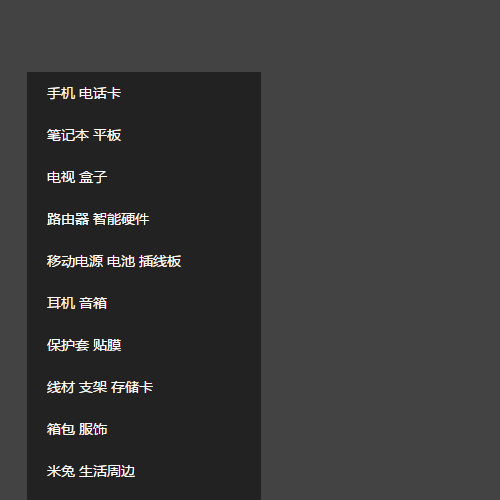 手机 电话卡
笔记本 平板
电视 盒子
路由器 智能硬件
移动电源 电池 插线板
耳机 音箱
保护套 贴膜
线材 支架 存储卡
箱包 服饰
米兔 生活周边